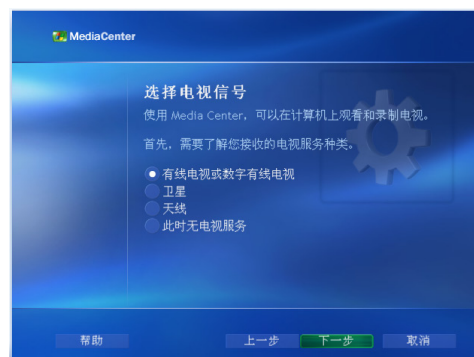 MediaCenter
选择电视信号
使用 Media Center, 可以在计算机上观看和录制电视。
首先, 需要了解您接收的电视服务种类。
有线电视或数字有线电视
卫星
天线
此时无电视服务
帮助 上一步 下一步 取消